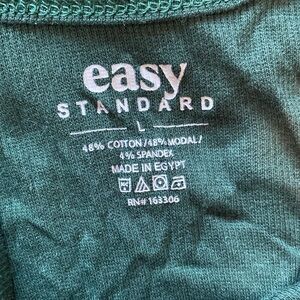 easy
STANDARD
L
48% COTTON/48% MODAL/
4% SPANDEX
MADE IN EGYPT
RN# 163306